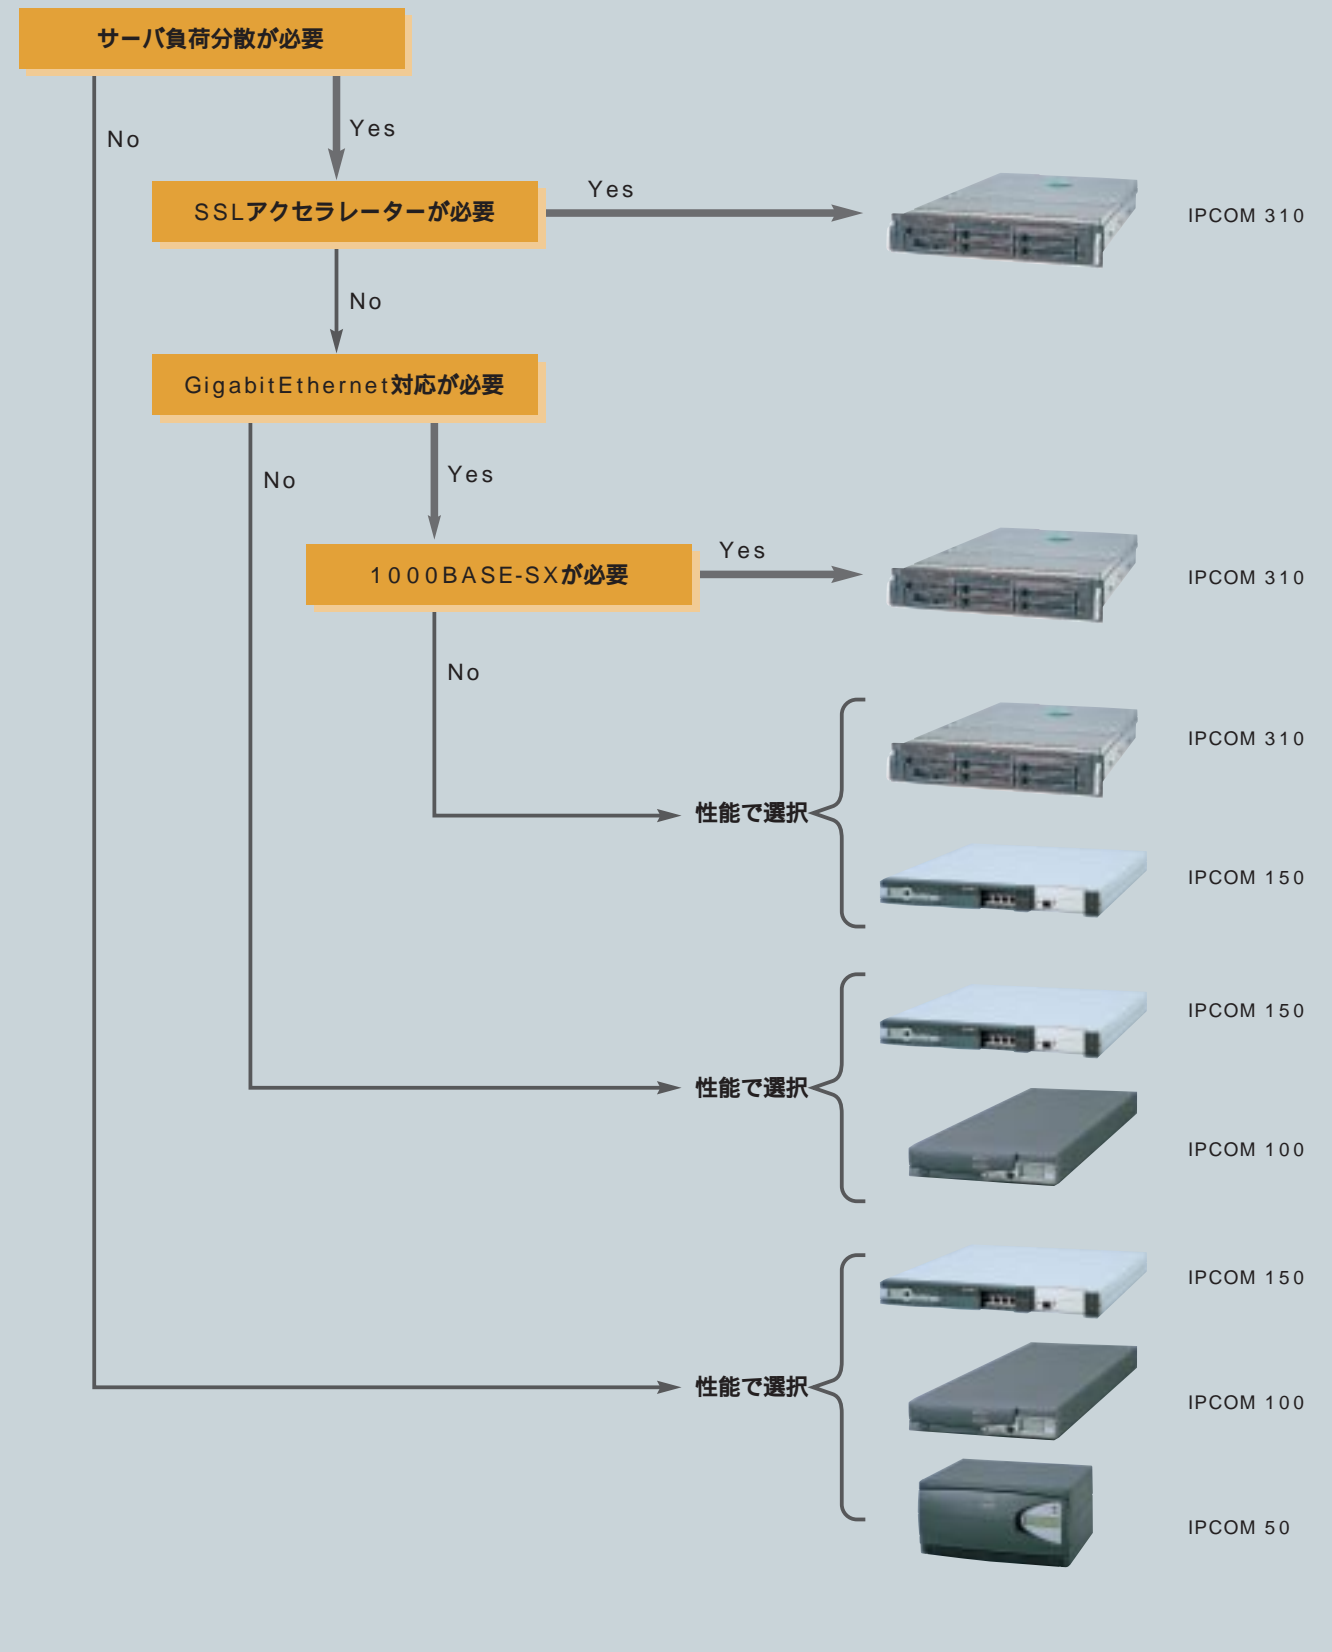 サーバ負荷分散が必要
No
Yes
SSLアクセラレーターが必要
Yes
IPCOM 310
No
GigabitEthernet対応が必要
No
Yes
1000BASE-SXが必要
Yes
IPCOM 310
No
IPCOM 310
性能で選択
IPCOM 150
IPCOM 150
性能で選択
IPCOM 100
IPCOM 150
性能で選択
IPCOM 100
IPCOM 50